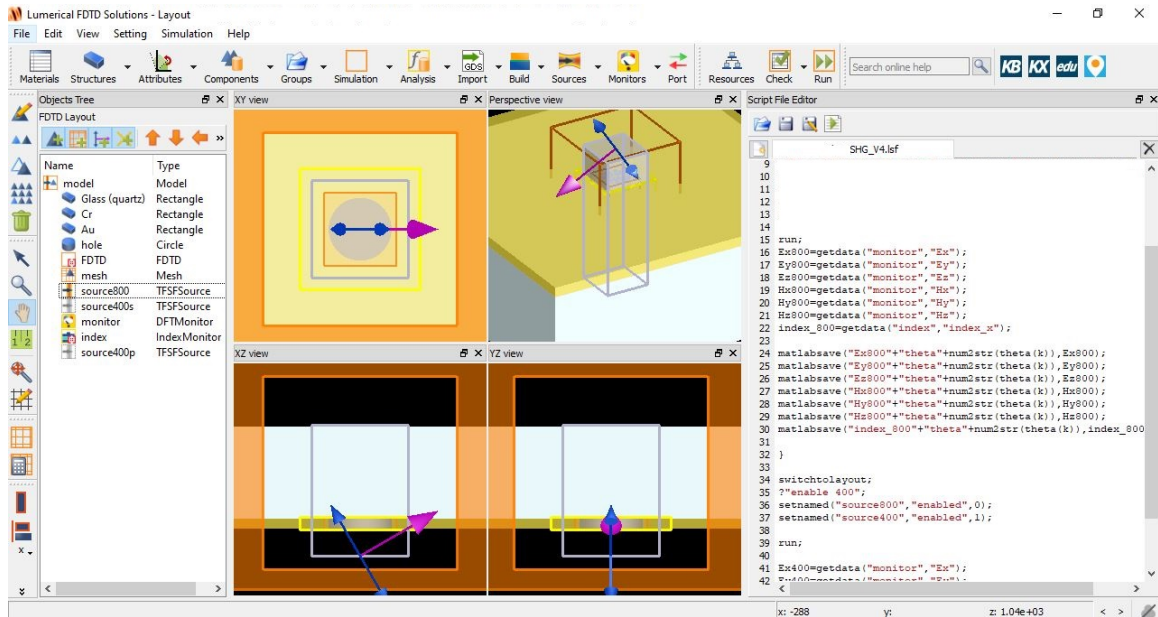 Lumerical FDTD Solutions - Layout
File Edit View Setting Simulation Help
Materials Structures Attributes Components Groups Simulation Analysis Import Build Sources Monitors Port Resources Check Run
GDS
Search online help
KB KX edu
Objects Tree
FDTD Layout
Name Type
model Model
Glass (quartz) Rectangle
Cr Rectangle
Au Rectangle
hole Circle
FDTD FDTD
mesh Mesh
source800 TFSFSource
source400s TFSFSource
monitor DFTMonitor
index IndexMonitor
source400p TFSFSource
XY view
Perspective view
XZ view
YZ view
Script File Editor
SHG_V4.lsf
9
10
11
12
13
14
15 run;
16 Ex800=getdata("monitor","Ex");
17 Ey800=getdata("monitor","Ey");
18 Ez800=getdata("monitor","Ez");
19 Hx800=getdata("monitor","Hx");
20 Hy800=getdata("monitor","Hy");
21 Hz800=getdata("monitor","Hz");
22 index_800=getdata("index","index_x");
23
24 matlabsave("Ex800"+"theta"+num2str(theta(k)),Ex800);
25 matlabsave("Ey800"+"theta"+num2str(theta(k)),Ey800);
26 matlabsave("Ez800"+"theta"+num2str(theta(k)),Ez800);
27 matlabsave("Hx800"+"theta"+num2str(theta(k)),Hx800);
28 matlabsave("Hy800"+"theta"+num2str(theta(k)),Hy800);
29 matlabsave("Hz800"+"theta"+num2str(theta(k)),Hz800);
30 matlabsave("index_800"+"theta"+num2str(theta(k)),index_800
31
32 }
33
34 switchtolayout;
35 ?"enable 400";
36 setnamed("source800","enabled",0);
37 setnamed("source400","enabled",1);
38
39 run;
40
41 Ex400=getdata("monitor","Ex");
42 Ey400=getdata("monitor","Ey");
x: -288 y: z: 1.04e+03